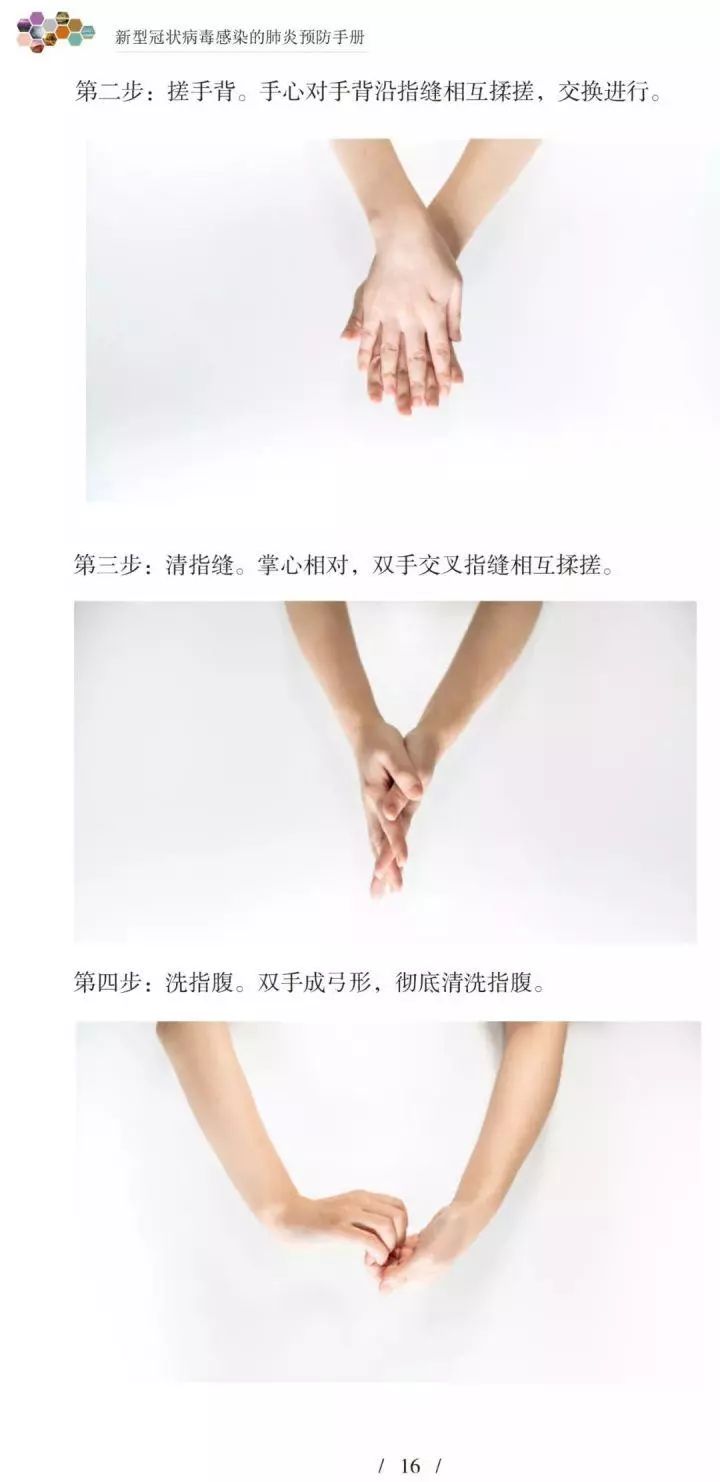 新型冠状病毒感染的肺炎预防手册
第二步：搓手背。手心对手背沿指缝相互揉搓，交换进行。
第三步：清指缝。掌心相对，双手交叉指缝相互揉搓。
第四步：洗指腹。双手成弓形，彻底清洗指腹。
/ 16 /